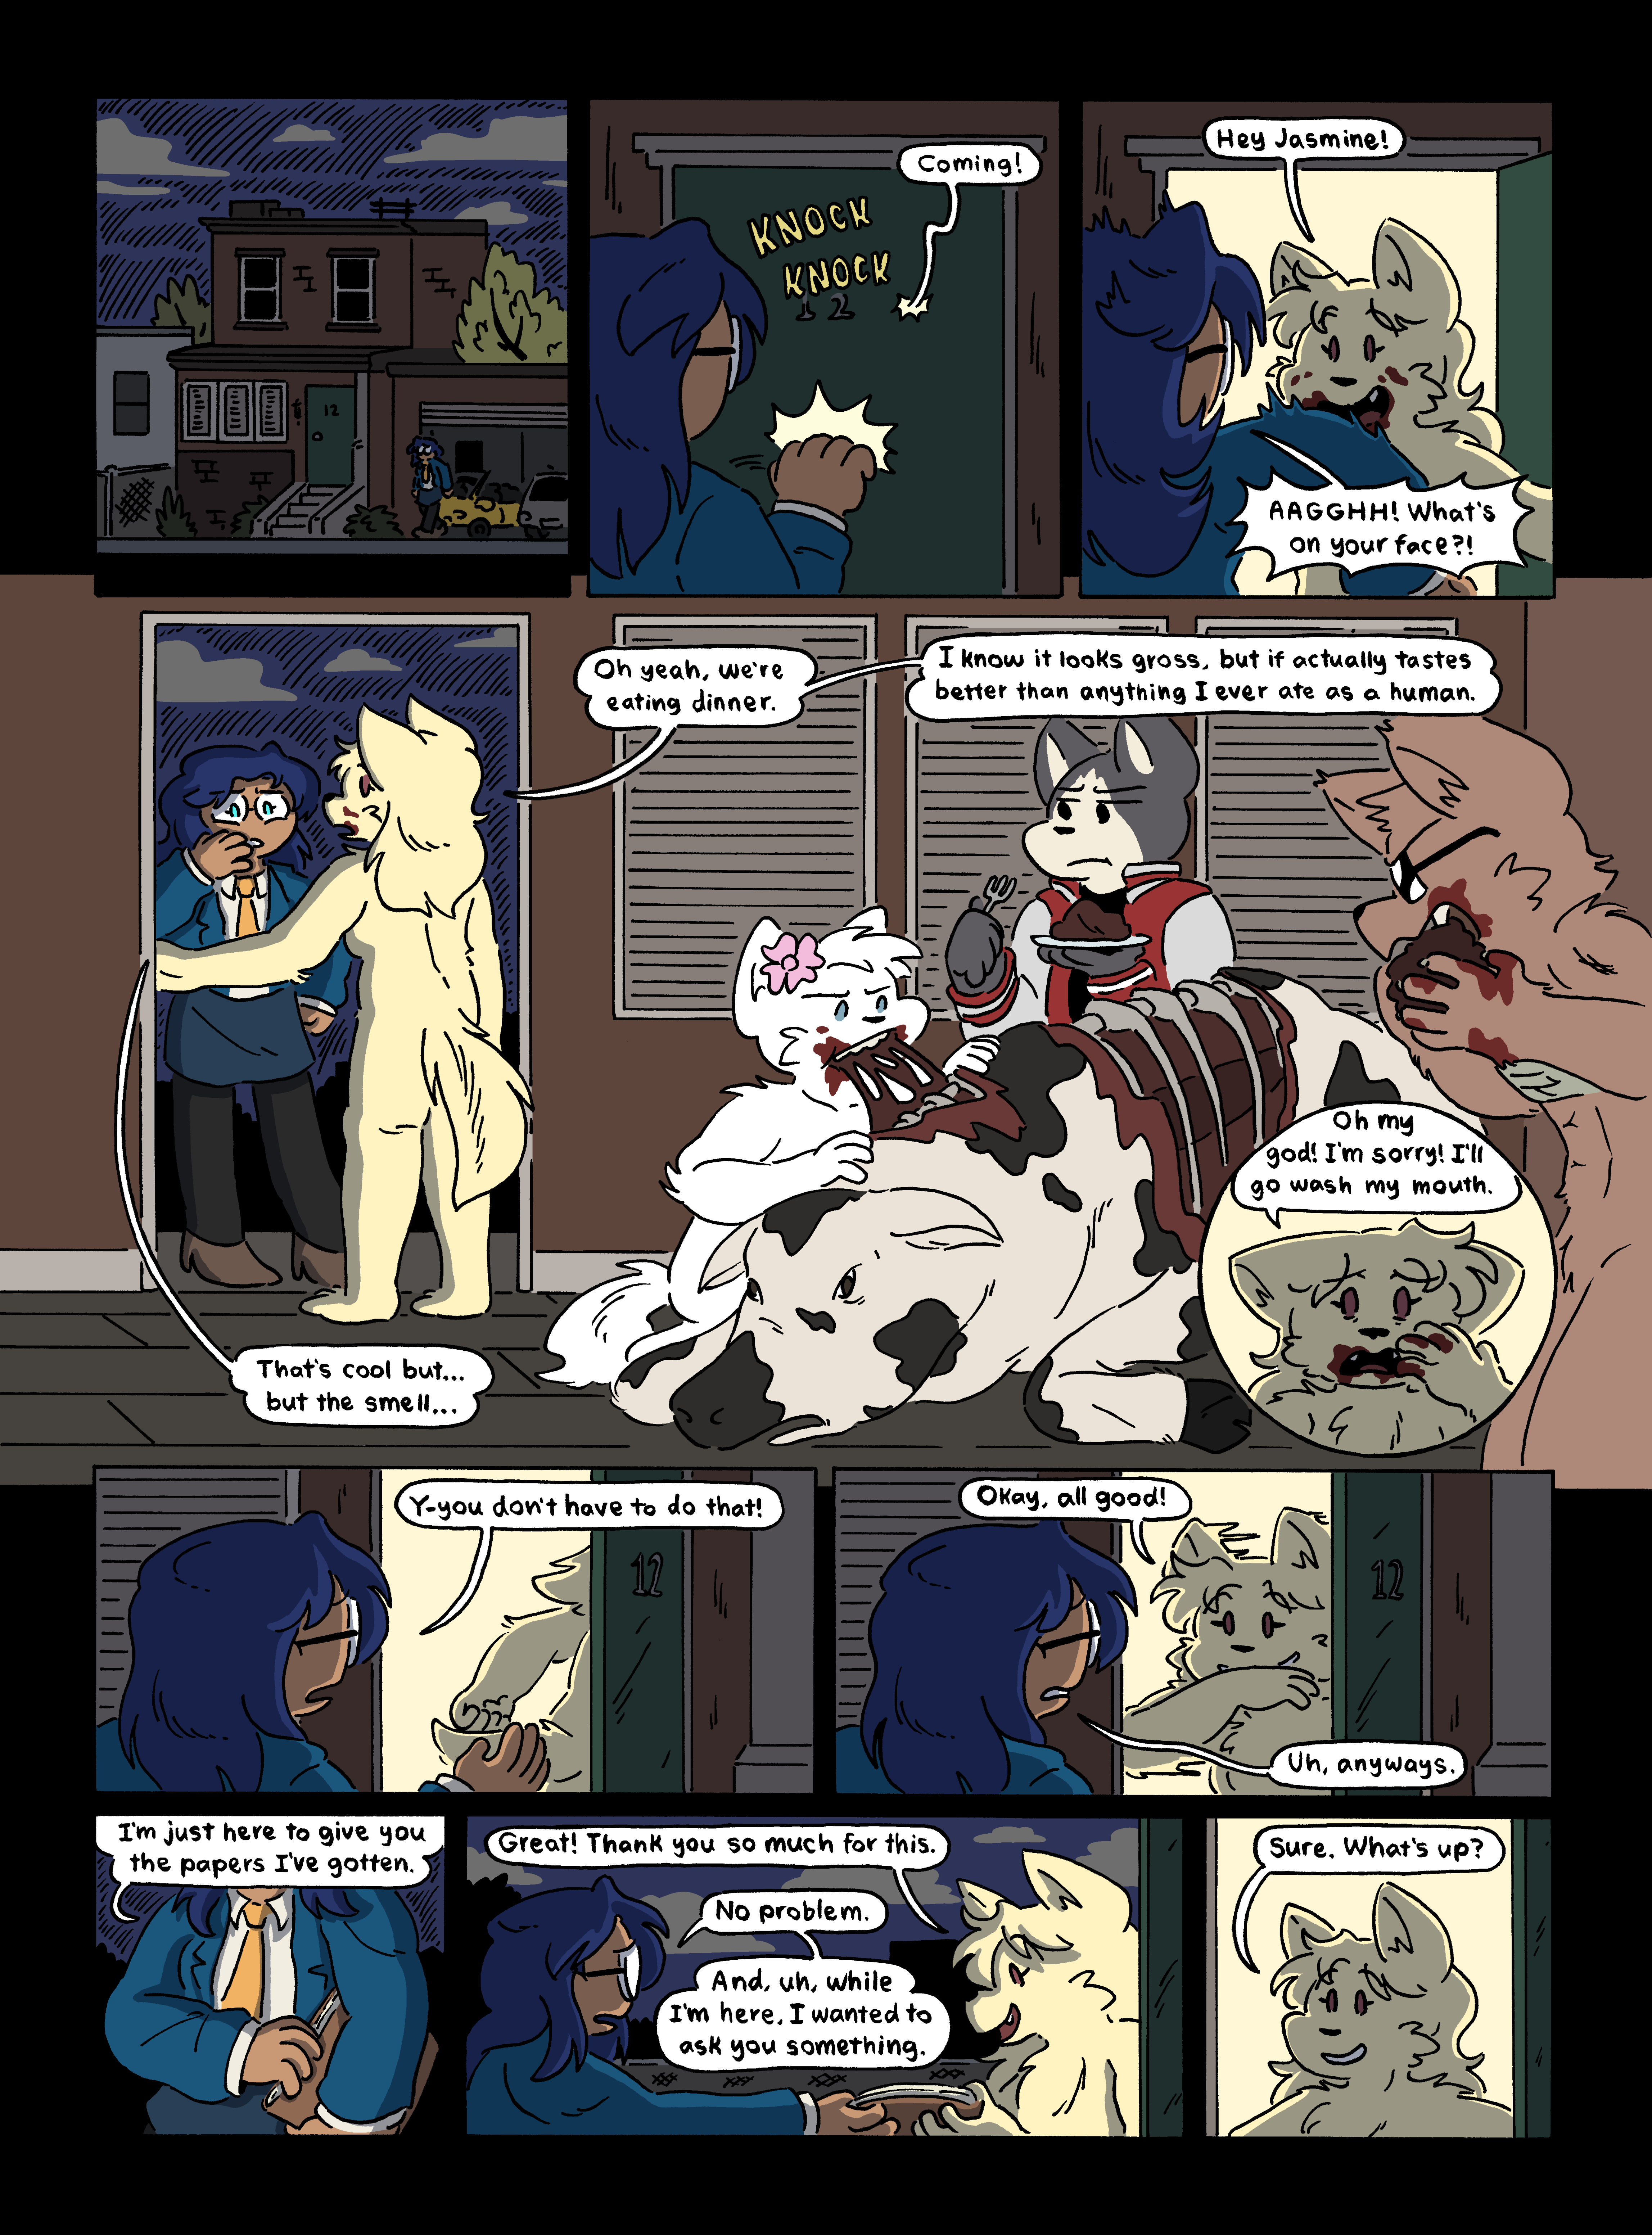 12
Coming!
KNOCK
KNOCK
12
Hey Jasmine!
AAGGHH! What's
on your face?!
Oh yeah, we're
eating dinner.
I know it looks gross, but if actually tastes
better than anything I ever ate as a human.
That's cool but...
but the smell...
Oh my
god! I'm sorry! I'll
go wash my mouth.
Y-you don't have to do that!
12
Okay, all good!
12
Uh, anyways.
I'm just here to give you
the papers I've gotten.
Great! Thank you so much for this.
No problem.
And, uh, while
I'm here, I wanted to
ask you something.
Sure. What's up?